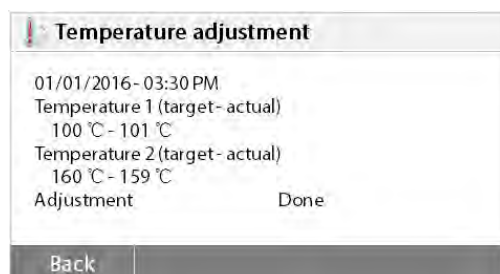 Temperature adjustment
01/01/2016 - 03:30 PM
Temperature 1 (target - actual)
100 °C - 101 °C
Temperature 2 (target - actual)
160 °C - 159 °C
Adjustment Done
Back